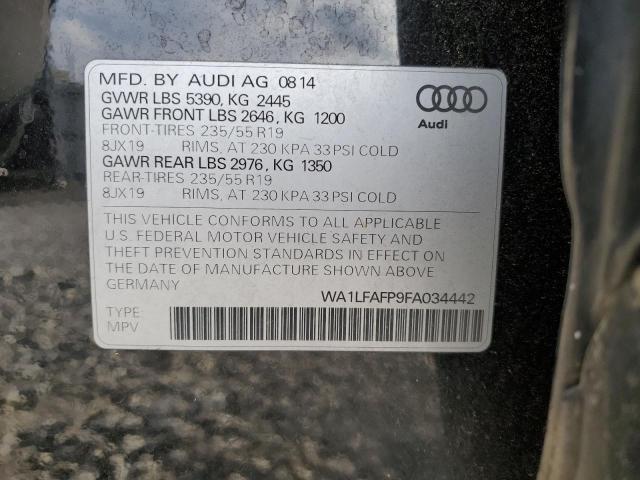 MFD. BY AUDI AG 08 14
GVWR LBS 5390, KG 2445
GAWR FRONT LBS 2646, KG 1200
FRONT-TIRES 235/55 R19
8JX19 RIMS, AT 230 KPA 33 PSI COLD
GAWR REAR LBS 2976, KG 1350
REAR-TIRES 235/55 R19
8JX19 RIMS, AT 230 KPA 33 PSI COLD
Audi
THIS VEHICLE CONFORMS TO ALL APPLICABLE
U.S. FEDERAL MOTOR VEHICLE SAFETY AND
THEFT PREVENTION STANDARDS IN EFFECT ON
THE DATE OF MANUFACTURE SHOWN ABOVE
GERMANY
WA1LFAFP9FA034442
TYPE
MPV